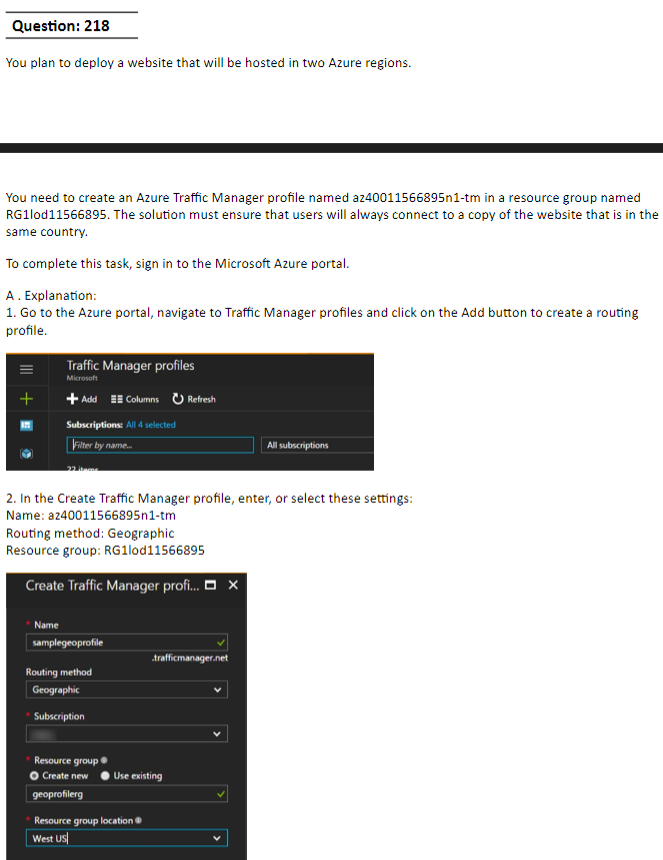 Question: 218
You plan to deploy a website that will be hosted in two Azure regions.
You need to create an Azure Traffic Manager profile named az40011566895n1-tm in a resource group named
RG1lod11566895. The solution must ensure that users will always connect to a copy of the website that is in the
same country.
To complete this task, sign in to the Microsoft Azure portal.
A . Explanation:
1. Go to the Azure portal, navigate to Traffic Manager profiles and click on the Add button to create a routing
profile.
Traffic Manager profiles
Microsoft
Add Columns Refresh
Subscriptions: All 4 selected
Filter by name... All subscriptions
22 items
2. In the Create Traffic Manager profile, enter, or select these settings:
Name: az40011566895n1-tm
Routing method: Geographic
Resource group: RG1lod11566895
Create Traffic Manager profi...
* Name
samplegeoprofile
.trafficmanager.net
Routing method
Geographic
* Subscription
* Resource group
Create new Use existing
geoprofilerg
* Resource group location
West US